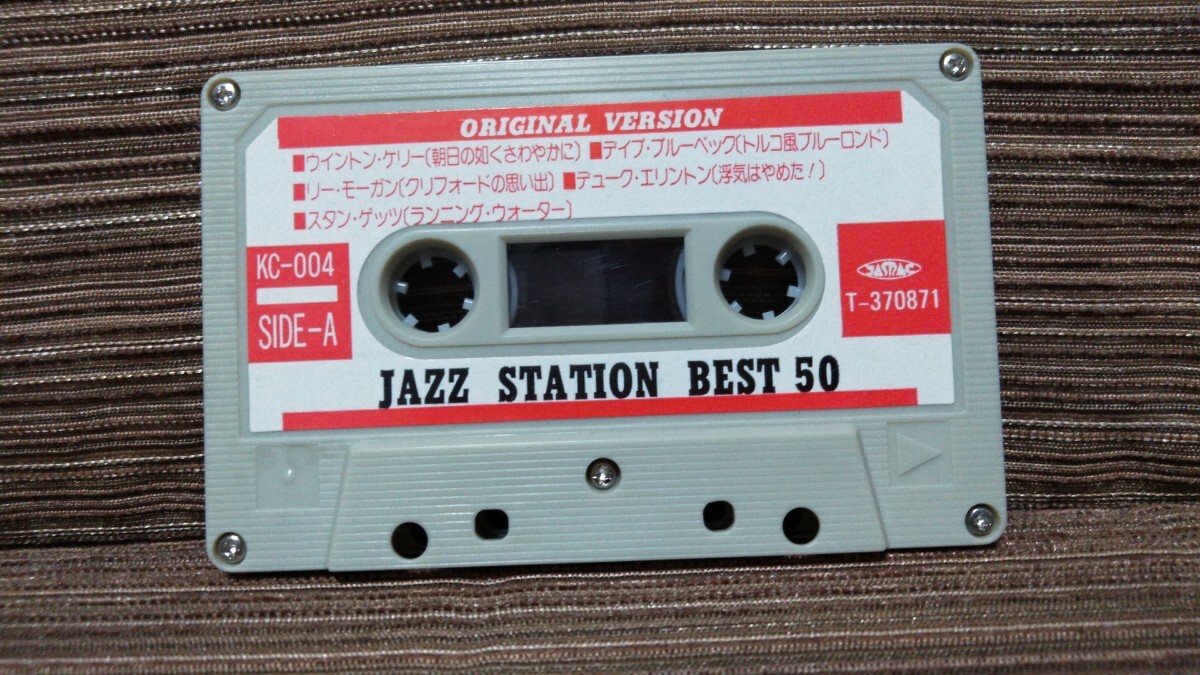 ORIGINAL VERSION
■ウイントン・ケリー〔朝日の如くさわやかに〕 ■デイブ・ブルーベック〔トルコ風ブルーロンド〕
■リー・モーガン〔クリフォードの思い出〕 ■デューク・エリントン〔浮気はやめた！〕
■スタン・ゲッツ〔ランニング・ウォーター〕
KC-004
SIDE-A
JASRAC
T-370871
JAZZ STATION BEST 50